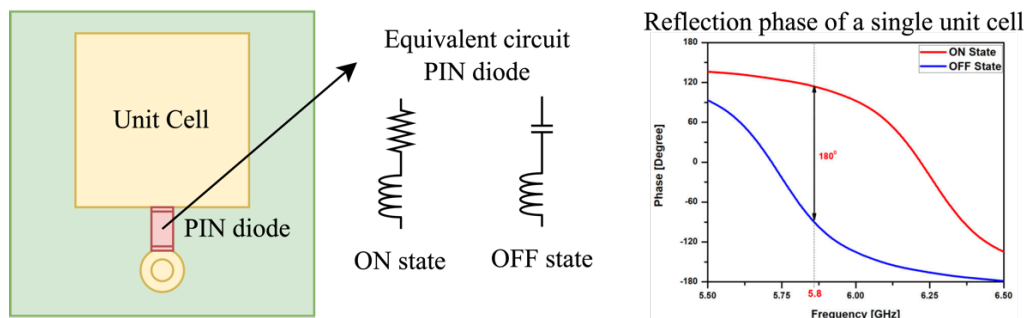 Unit Cell
PIN diode
Equivalent circuit
PIN diode
ON state
OFF state
Reflection phase of a single unit cell
ON State
OFF State
180
120
60
0
-60
-120
-180
Phase [Degree]
180°
5.50
5.75
5.8
6.00
6.25
6.50
Frequency [GHz]